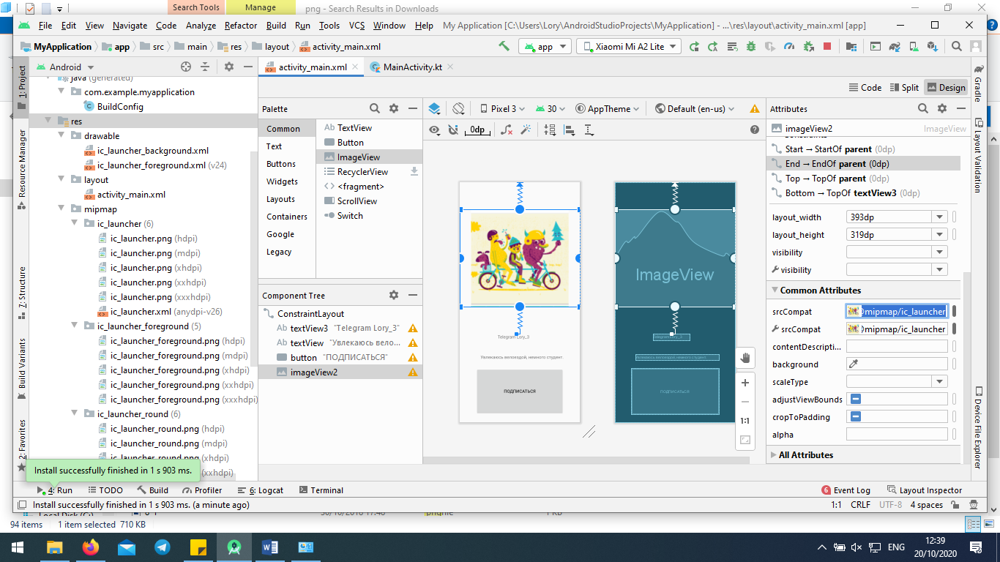 Search Tools
Manage
png - Search Results in Downloads
File Edit View Navigate Code Analyze Refactor Build Run Tools VCS Window Help My Application [C:\Users\Lory\AndroidStudioProjects\MyApplication] - ...\res\layout\activity_main.xml [app]
MyApplication app src main res layout activity_main.xml app Xiaomi Mi A2 Lite
Android
activity_main.xml MainActivity.kt
1: Project
Resource Manager
7: Structure
Build Variants
2: Favorites
java (generated)
com.example.myapplication
BuildConfig
res
drawable
ic_launcher_background.xml
ic_launcher_foreground.xml (v24)
layout
activity_main.xml
mipmap
ic_launcher (6)
ic_launcher.png (hdpi)
ic_launcher.png (mdpi)
ic_launcher.png (xhdpi)
ic_launcher.png (xxhdpi)
ic_launcher.png (xxxhdpi)
ic_launcher.xml (anydpi-v26)
ic_launcher_foreground (5)
ic_launcher_foreground.png (hdpi)
ic_launcher_foreground.png (mdpi)
ic_launcher_foreground.png (xhdpi)
ic_launcher_foreground.png (xxhdpi)
ic_launcher_foreground.png (xxxhdpi)
ic_launcher_round (6)
ic_launcher_round.png (hdpi)
ic_launcher_round.png (mdpi)
ic_launcher_round.png (xhdpi)
(xxhdpi)
Install successfully finished in 1 s 903 ms.
Code Split Design
Palette
Common
Text
Buttons
Widgets
Layouts
Containers
Google
Legacy
Ab TextView
Button
ImageView
RecyclerView
<fragment>
ScrollView
Switch
Component Tree
ConstraintLayout
Ab textView3 "Telegram Lory_3"
Ab textView "Увлекаюсь вело...
button "ПОДПИСАТЬСЯ"
imageView2
Pixel 3 30 AppTheme Default (en-us)
0dp
Telegram Lory_3
Увлекаюсь велоездой, немного студент.
ПОДПИСАТЬСЯ
ImageView
Telegram Lory_3
Увлекаюсь велоездой, немного студент.
ПОДПИСАТЬСЯ
1:1
Attributes
imageView2 ImageView
Constraints
Start → StartOf parent (0dp)
End → EndOf parent (0dp)
Top → TopOf parent (0dp)
Bottom → TopOf textView3 (0dp)
layout_width 393dp
layout_height 319dp
visibility
visibility
Common Attributes
srcCompat @mipmap/ic_launcher
srcCompat @mipmap/ic_launcher
contentDescripti...
background
scaleType
adjustViewBounds
cropToPadding
alpha
All Attributes
Gradle
Layout Validation
Device File Explorer
4: Run TODO Build Profiler 6: Logcat Terminal 6 Event Log Layout Inspector
Install successfully finished in 1 s 903 ms. (a minute ago) 1:1 CRLF UTF-8 4 spaces
94 items 1 item selected 710 KB
ENG
12:39
20/10/2020